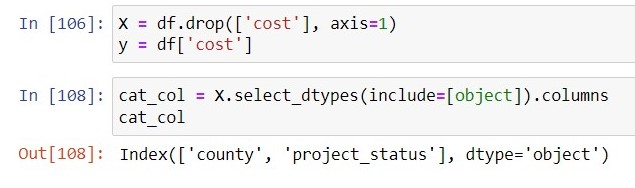 In [106]: X = df.drop(['cost'], axis=1)
y = df['cost']
In [108]: cat_col = X.select_dtypes(include=[object]).columns
cat_col
Out[108]: Index(['county', 'project_status'], dtype='object')